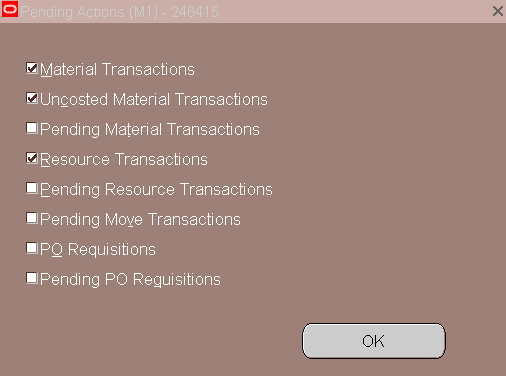 Pending Actions (M1) - 246415
Material Transactions
Uncosted Material Transactions
Pending Material Transactions
Resource Transactions
Pending Resource Transactions
Pending Move Transactions
PO Requisitions
Pending PO Requisitions
OK